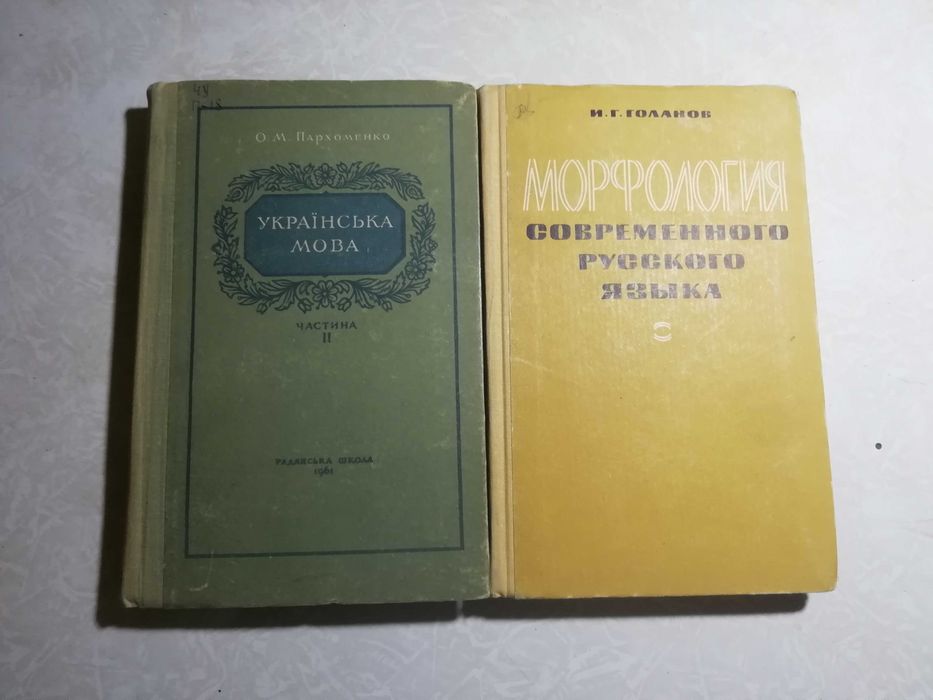 О. М. Пархоменко
УКРАЇНСЬКА
МОВА
ЧАСТИНА
II
РАДЯНСЬКА ШКОЛА
1961
И. Г. ГОЛАНОВ
МОРФОЛОГИЯ
СОВРЕМЕННОГО
РУССКОГО
ЯЗЫКА